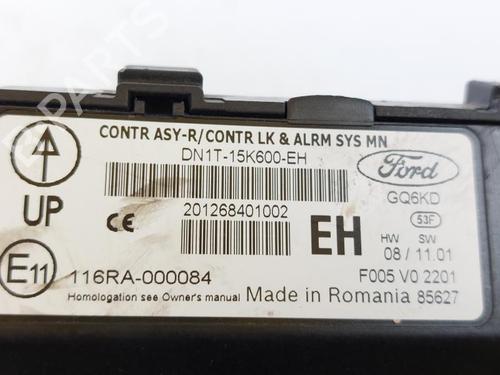 CONTR ASY-R/CONTR LK & ALRM SYS MN
DN1T-15K600-EH
Ford
GQ6KD
UP
CE
201268401002
EH
53F
HW SW
08 / 11.01
E11
116RA-000084
F005 V0 2201
Homologation see Owner's manual
Made in Romania
85627